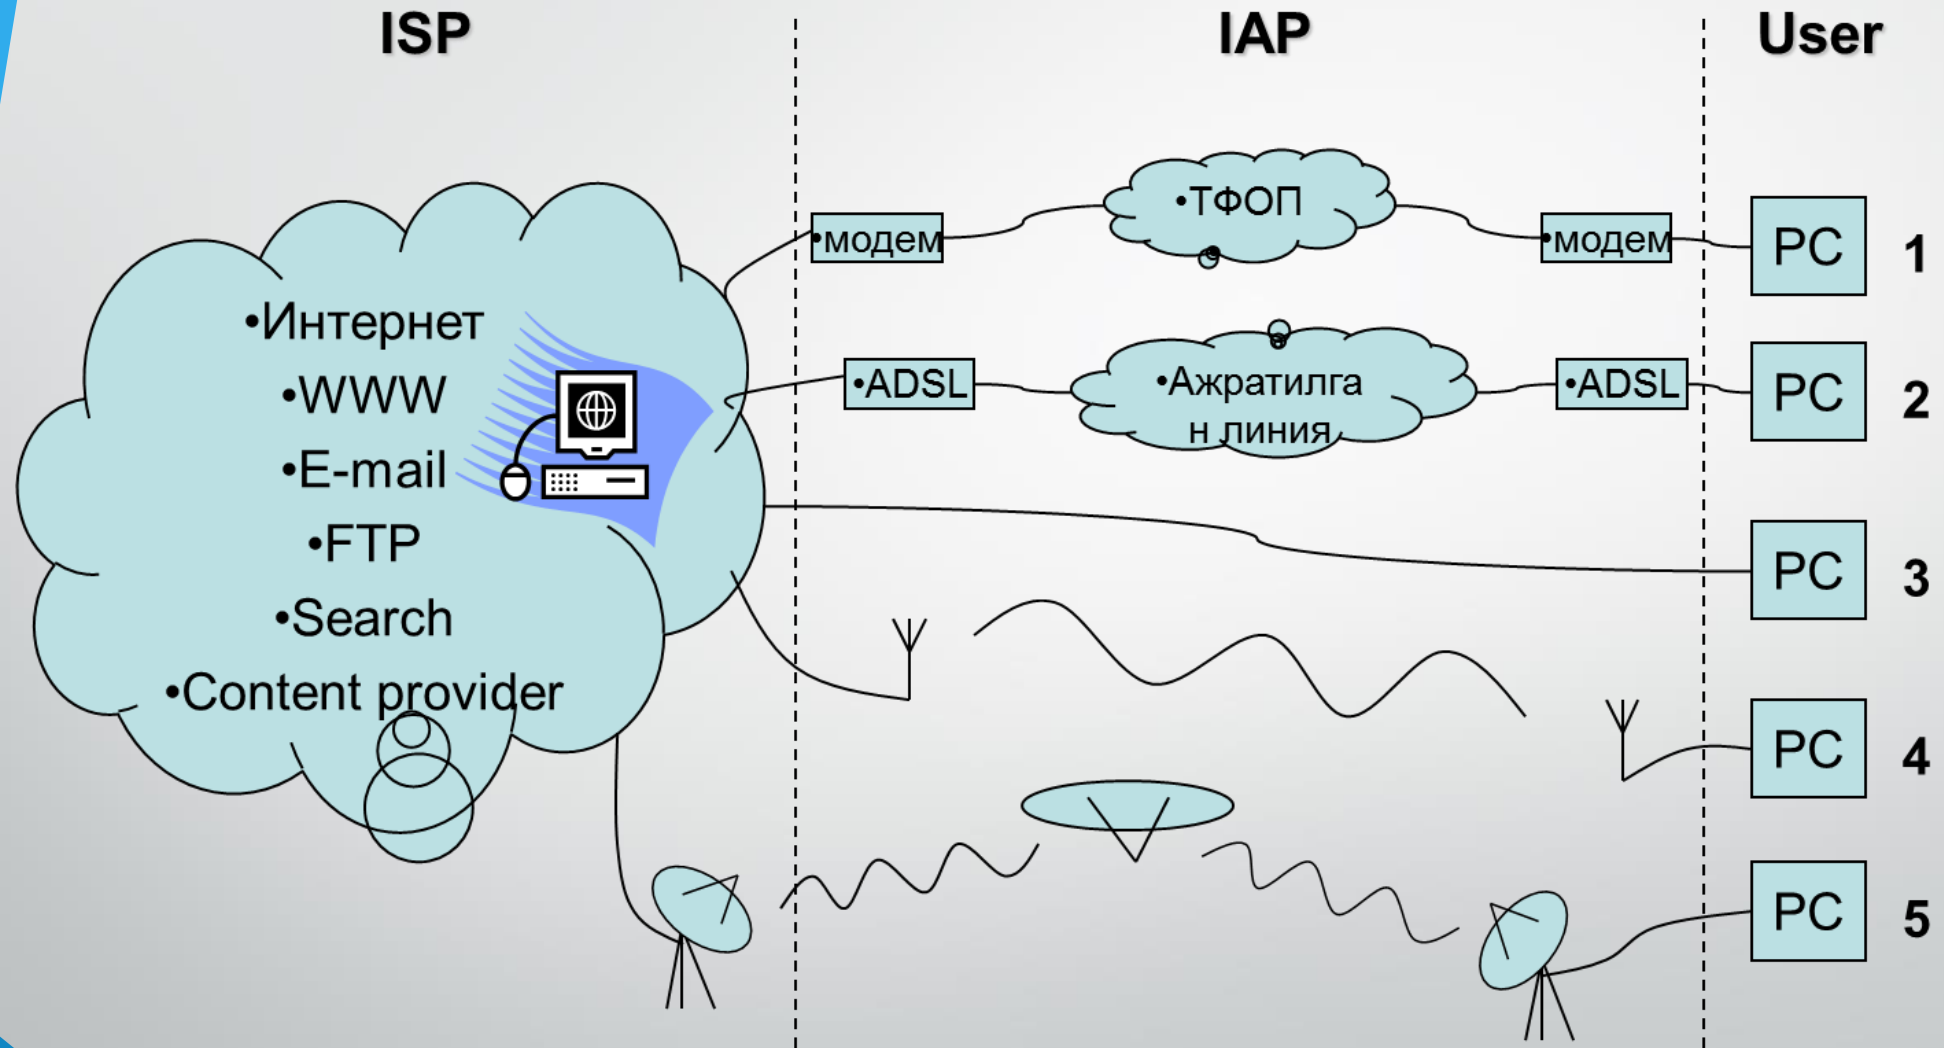 ISP
IAP
User
•Интернет
•WWW
•E-mail
•FTP
•Search
•Content provider
•модем
•ТФОП
•модем
PC
1
•ADSL
•Ажратилга
н линия
•ADSL
PC
2
PC
3
PC
4
PC
5